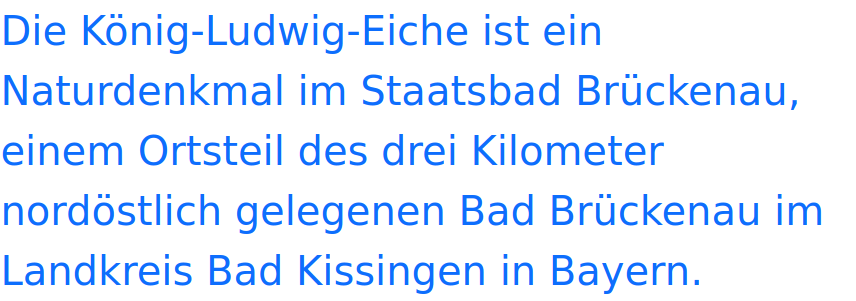 Die König-Ludwig-Eiche ist ein
Naturdenkmal im Staatsbad Brückenau,
einem Ortsteil des drei Kilometer
nordöstlich gelegenen Bad Brückenau im
Landkreis Bad Kissingen in Bayern.